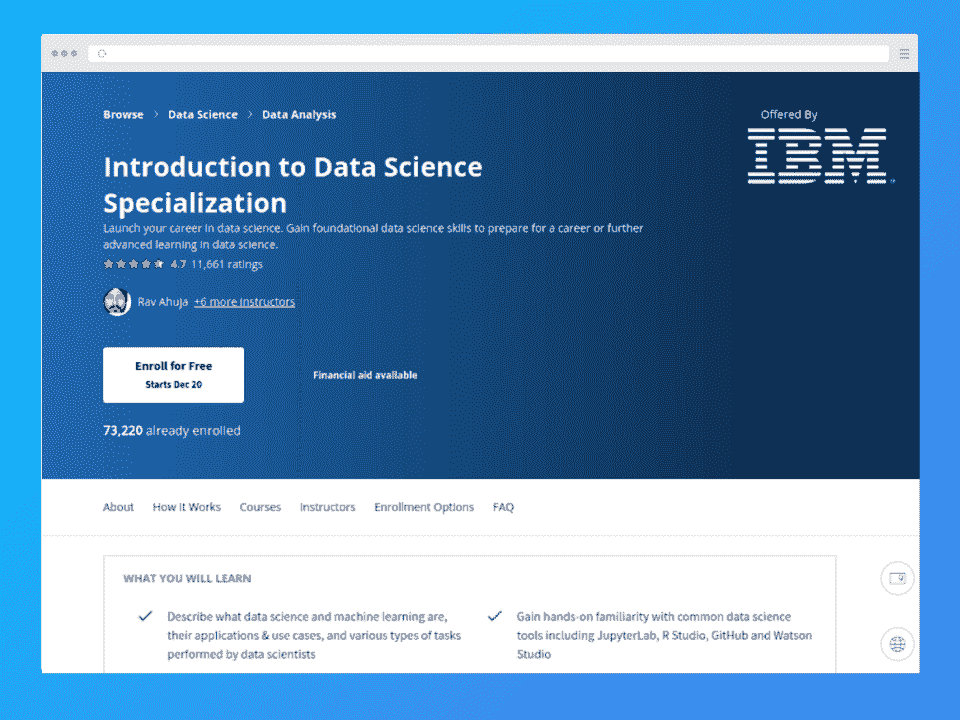 Browse > Data Science > Data Analysis
Offered By
IBM
Introduction to Data Science
Specialization
Launch your career in data science. Gain foundational data science skills to prepare for a career or further
advanced learning in data science.
4.7 11,661 ratings
Rav Ahuja +6 more instructors
Enroll for Free
Starts Dec 20
Financial aid available
73,220 already enrolled
About How It Works Courses Instructors Enrollment Options FAQ
WHAT YOU WILL LEARN
Describe what data science and machine learning are,
their applications & use cases, and various types of tasks
performed by data scientists
Gain hands-on familiarity with common data science
tools including JupyterLab, R Studio, GitHub and Watson
Studio